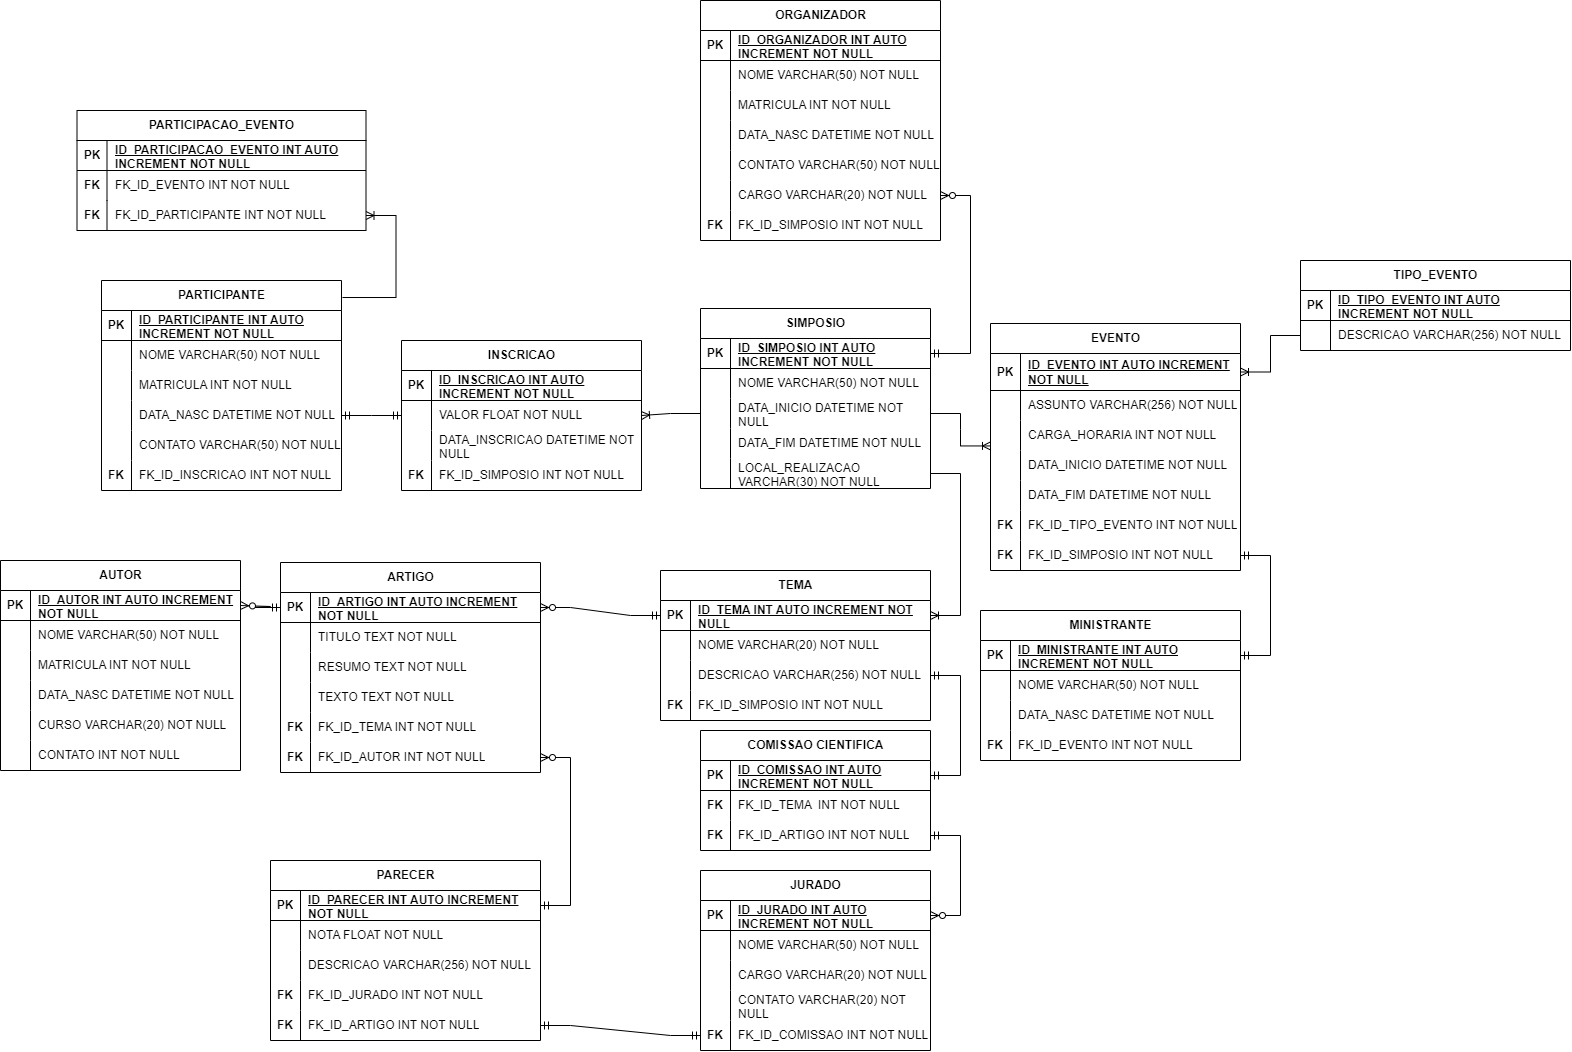 ORGANIZADOR
PK
ID_ORGANIZADOR INT AUTO
INCREMENT NOT NULL
NOME VARCHAR(50) NOT NULL
MATRICULA INT NOT NULL
DATA_NASC DATETIME NOT NULL
CONTATO VARCHAR(50) NOT NULL
CARGO VARCHAR(20) NOT NULL
FK
FK_ID_SIMPOSIO INT NOT NULL
PARTICIPACAO_EVENTO
PK
ID_PARTICIPACAO_EVENTO INT AUTO
INCREMENT NOT NULL
FK
FK_ID_EVENTO INT NOT NULL
FK
FK_ID_PARTICIPANTE INT NOT NULL
PARTICIPANTE
PK
ID_PARTICIPANTE INT AUTO
INCREMENT NOT NULL
NOME VARCHAR(50) NOT NULL
MATRICULA INT NOT NULL
DATA_NASC DATETIME NOT NULL
CONTATO VARCHAR(50) NOT NULL
FK
FK_ID_INSCRICAO INT NOT NULL
INSCRICAO
PK
ID_INSCRICAO INT AUTO
INCREMENT NOT NULL
VALOR FLOAT NOT NULL
DATA_INSCRICAO DATETIME NOT
NULL
FK
FK_ID_SIMPOSIO INT NOT NULL
SIMPOSIO
PK
ID_SIMPOSIO INT AUTO
INCREMENT NOT NULL
NOME VARCHAR(50) NOT NULL
DATA_INICIO DATETIME NOT
NULL
DATA_FIM DATETIME NOT NULL
LOCAL_REALIZACAO
VARCHAR(30) NOT NULL
EVENTO
PK
ID_EVENTO INT AUTO INCREMENT
NOT NULL
ASSUNTO VARCHAR(256) NOT NULL
CARGA_HORARIA INT NOT NULL
DATA_INICIO DATETIME NOT NULL
DATA_FIM DATETIME NOT NULL
FK
FK_ID_TIPO_EVENTO INT NOT NULL
FK
FK_ID_SIMPOSIO INT NOT NULL
TIPO_EVENTO
PK
ID_TIPO_EVENTO INT AUTO
INCREMENT NOT NULL
DESCRICAO VARCHAR(256) NOT NULL
AUTOR
PK
ID_AUTOR INT AUTO INCREMENT
NOT NULL
NOME VARCHAR(50) NOT NULL
MATRICULA INT NOT NULL
DATA_NASC DATETIME NOT NULL
CURSO VARCHAR(20) NOT NULL
CONTATO INT NOT NULL
ARTIGO
PK
ID_ARTIGO INT AUTO INCREMENT
NOT NULL
TITULO TEXT NOT NULL
RESUMO TEXT NOT NULL
TEXTO TEXT NOT NULL
FK
FK_ID_TEMA INT NOT NULL
FK
FK_ID_AUTOR INT NOT NULL
TEMA
PK
ID_TEMA INT AUTO INCREMENT NOT
NULL
NOME VARCHAR(20) NOT NULL
DESCRICAO VARCHAR(256) NOT NULL
FK
FK_ID_SIMPOSIO INT NOT NULL
MINISTRANTE
PK
ID_MINISTRANTE INT AUTO
INCREMENT NOT NULL
NOME VARCHAR(50) NOT NULL
DATA_NASC DATETIME NOT NULL
FK
FK_ID_EVENTO INT NOT NULL
COMISSAO CIENTIFICA
PK
ID_COMISSAO INT AUTO
INCREMENT NOT NULL
FK
FK_ID_TEMA INT NOT NULL
FK
FK_ID_ARTIGO INT NOT NULL
PARECER
PK
ID_PARECER INT AUTO INCREMENT
NOT NULL
NOTA FLOAT NOT NULL
DESCRICAO VARCHAR(256) NOT NULL
FK
FK_ID_JURADO INT NOT NULL
FK
FK_ID_ARTIGO INT NOT NULL
JURADO
PK
ID_JURADO INT AUTO
INCREMENT NOT NULL
NOME VARCHAR(50) NOT NULL
CARGO VARCHAR(20) NOT NULL
CONTATO VARCHAR(20) NOT
NULL
FK
FK_ID_COMISSAO INT NOT NULL